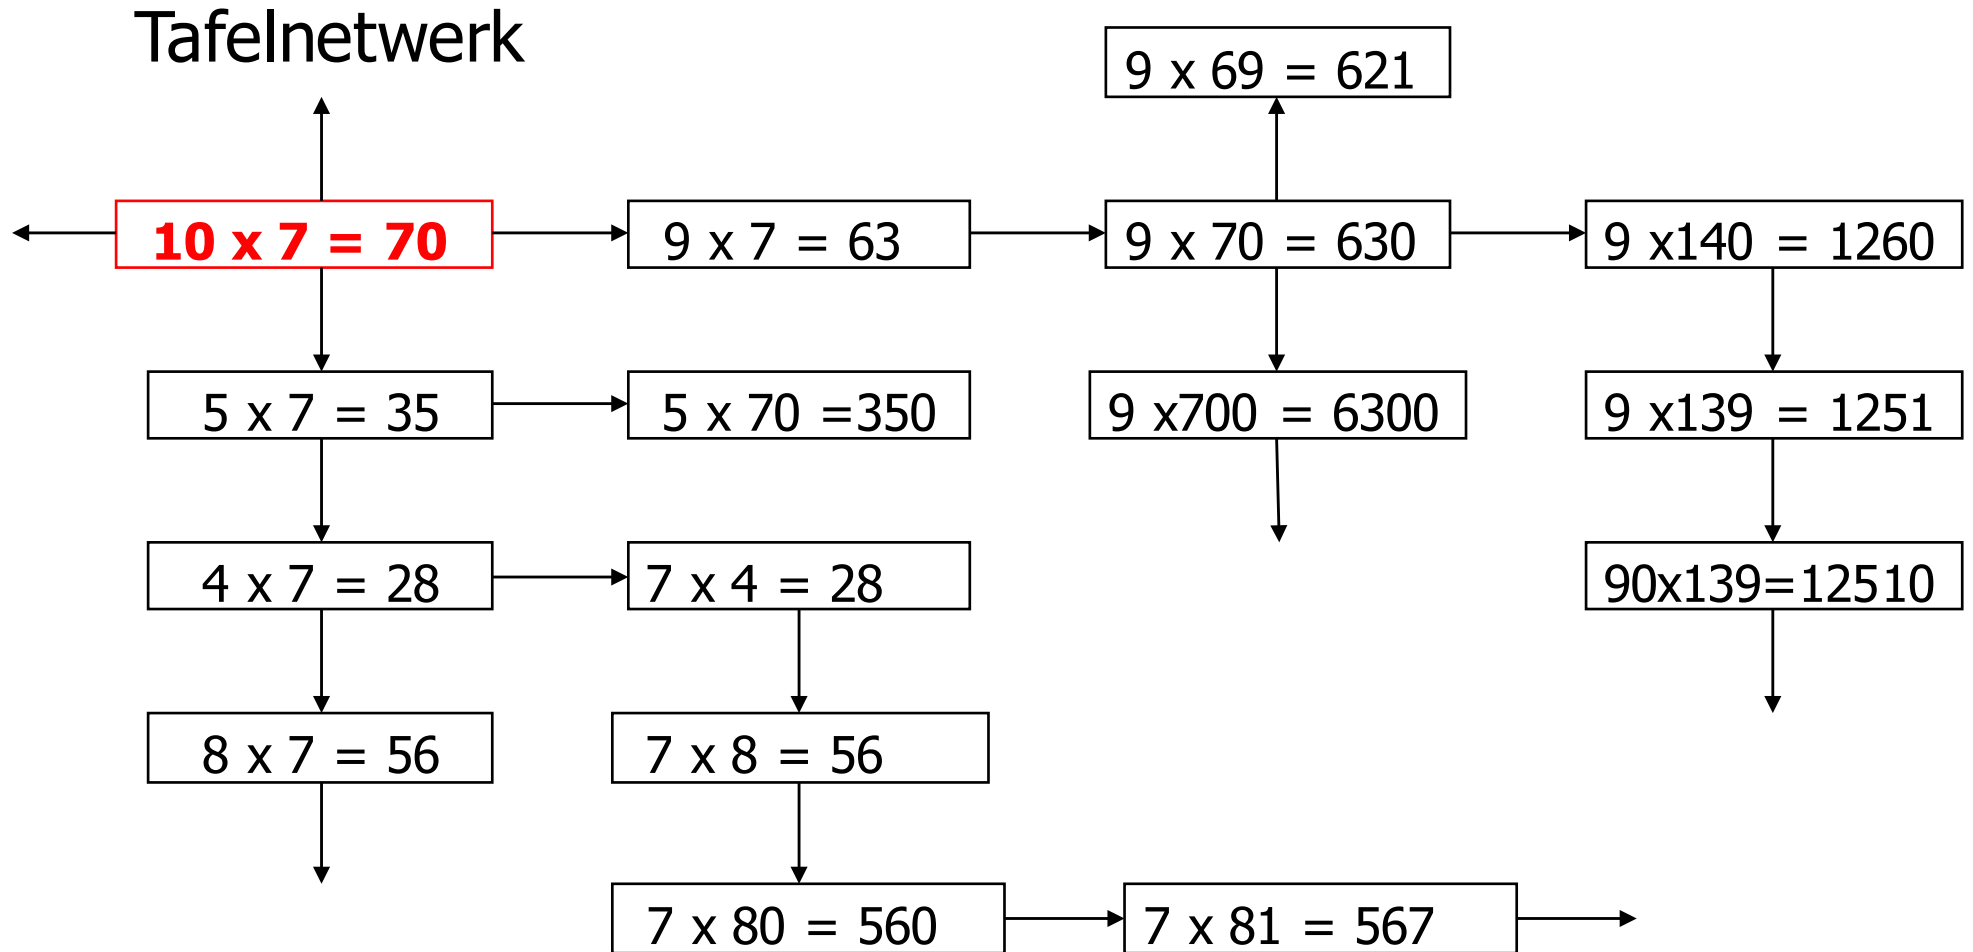 Tafelnetwerk
9 x 69 = 621
10 x 7 = 70
9 x 7 = 63
9 x 70 = 630
9 x140 = 1260
5 x 7 = 35
5 x 70 =350
9 x700 = 6300
9 x139 = 1251
4 x 7 = 28
7 x 4 = 28
90x139=12510
8 x 7 = 56
7 x 8 = 56
7 x 80 = 560
7 x 81 = 567